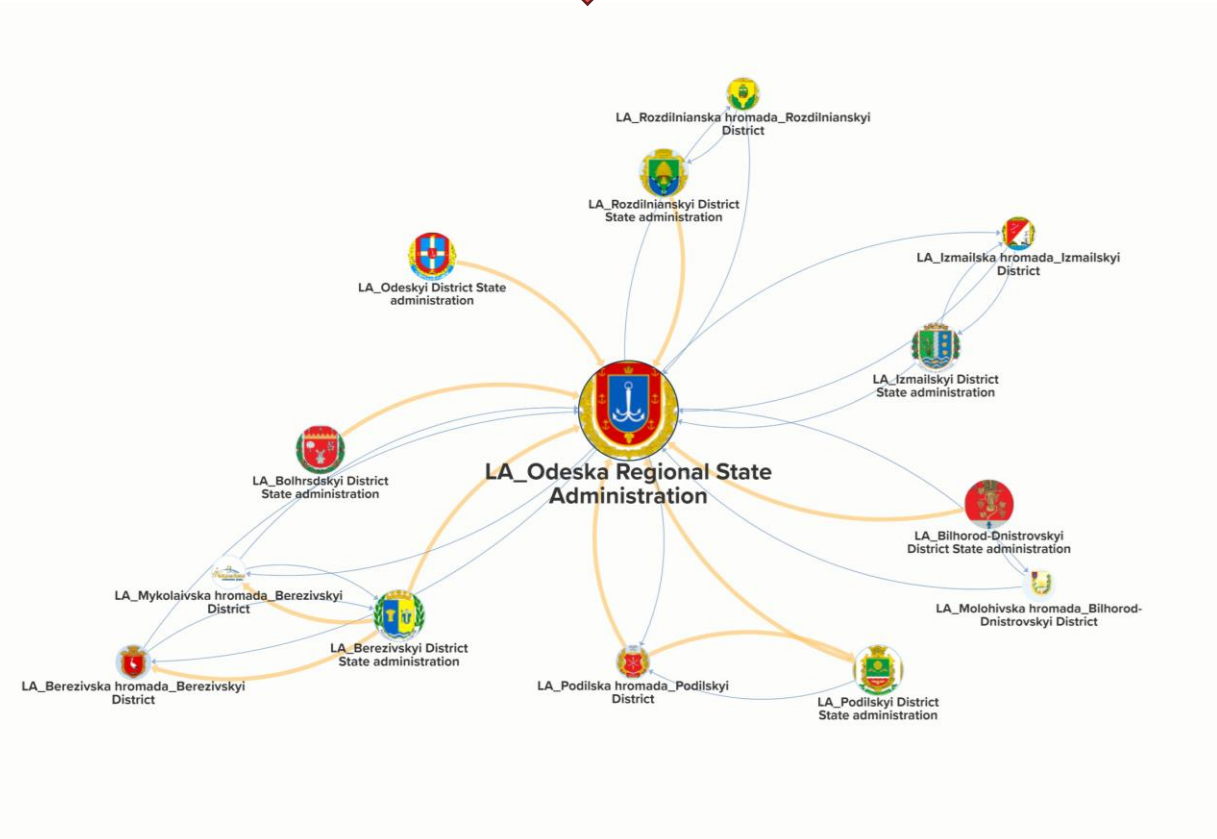 LA_Rozdilnianska hromada_Rozdilnianskyi
District
LA_Rozdilnianskyi District
State administration
LA_Izmailska hromada_Izmailskyi
District
LA_Odeskyi District State
administration
LA_Izmailskyi District
State administration
LA_Odeska Regional State
Administration
LA_Bolhrsdskyi District
State administration
LA_Bilhorod-Dnistrovskyi
District State administration
LA_Mykolaivska hromada_Berezivskyi
District
LA_Molohivska hromada_Bilhorod-
Dnistrovskyi District
LA_Berezivskyi District
State administration
LA_Berezivska hromada_Berezivskyi
District
LA_Podilska hromada_Podilskyi
District
LA_Podilskyi District
State administration